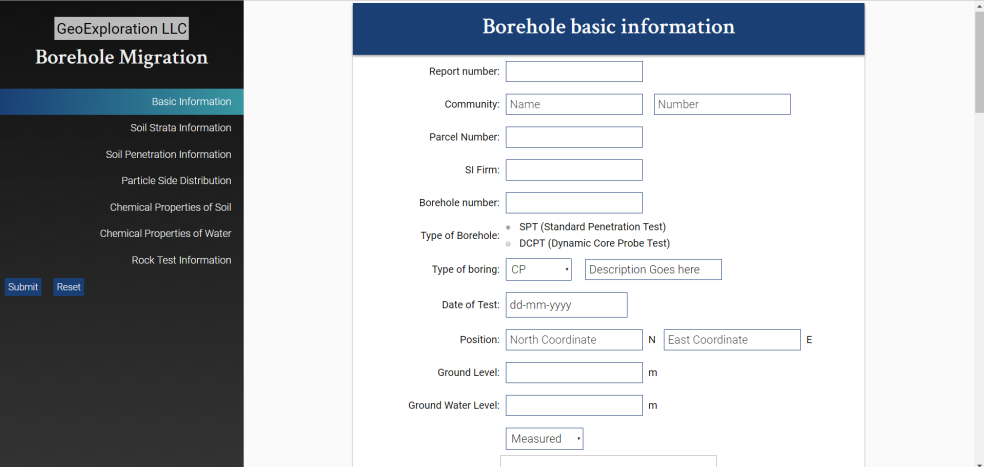 GeoExploration LLC
Borehole Migration
Basic Information
Soil Strata Information
Soil Penetration Information
Particle Side Distribution
Chemical Properties of Soil
Chemical Properties of Water
Rock Test Information
Submit Reset
Borehole basic information
Report number:
Community: Name Number
Parcel Number:
SI Firm:
Borehole number:
Type of Borehole: SPT (Standard Penetration Test)
DCPT (Dynamic Core Probe Test)
Type of boring: CP Description Goes here
Date of Test: dd-mm-yyyy
Position: North Coordinate N East Coordinate E
Ground Level: m
Ground Water Level: m
Measured